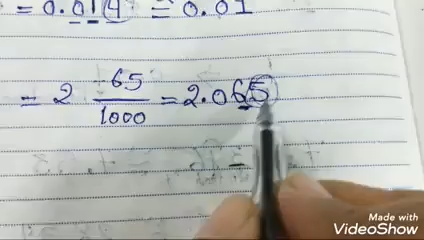 = 0.014 = 0.01
= 2 65/1000 = 2.065
Made with
VideoShow